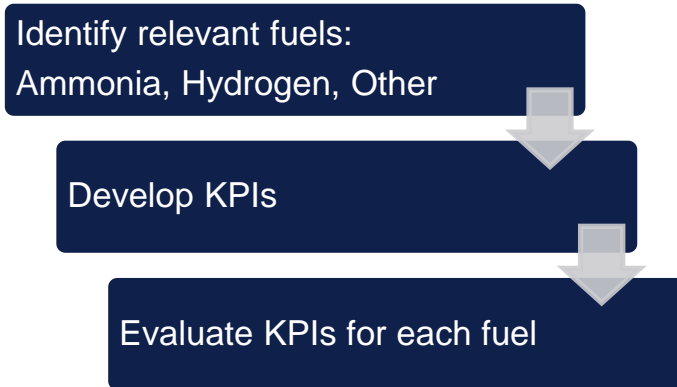 Identify relevant fuels:
Ammonia, Hydrogen, Other
Develop KPIs
Evaluate KPIs for each fuel